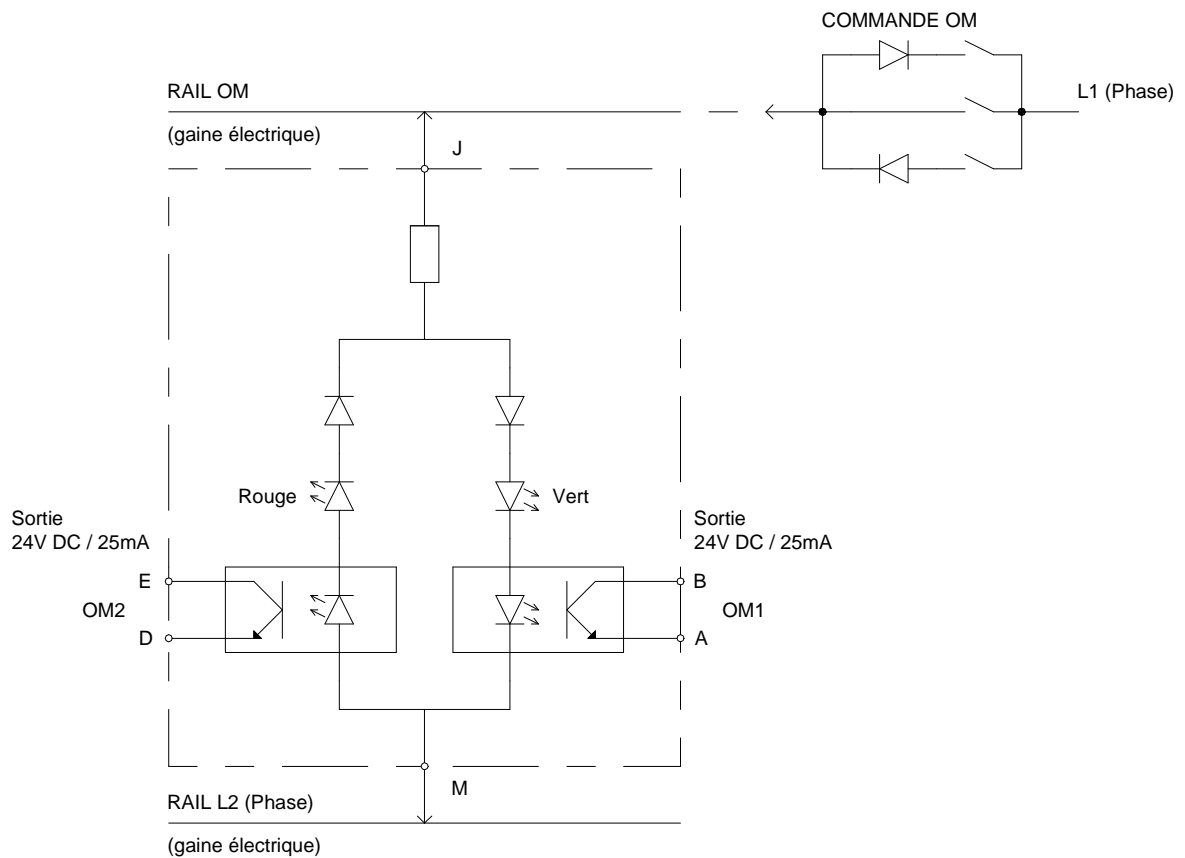 COMMANDE OM
RAIL OM
L1 (Phase)
(gaine électrique)
J
Rouge
Vert
Sortie
24V DC / 25mA
Sortie
24V DC / 25mA
E
B
OM2
OM1
D
A
M
RAIL L2 (Phase)
(gaine électrique)